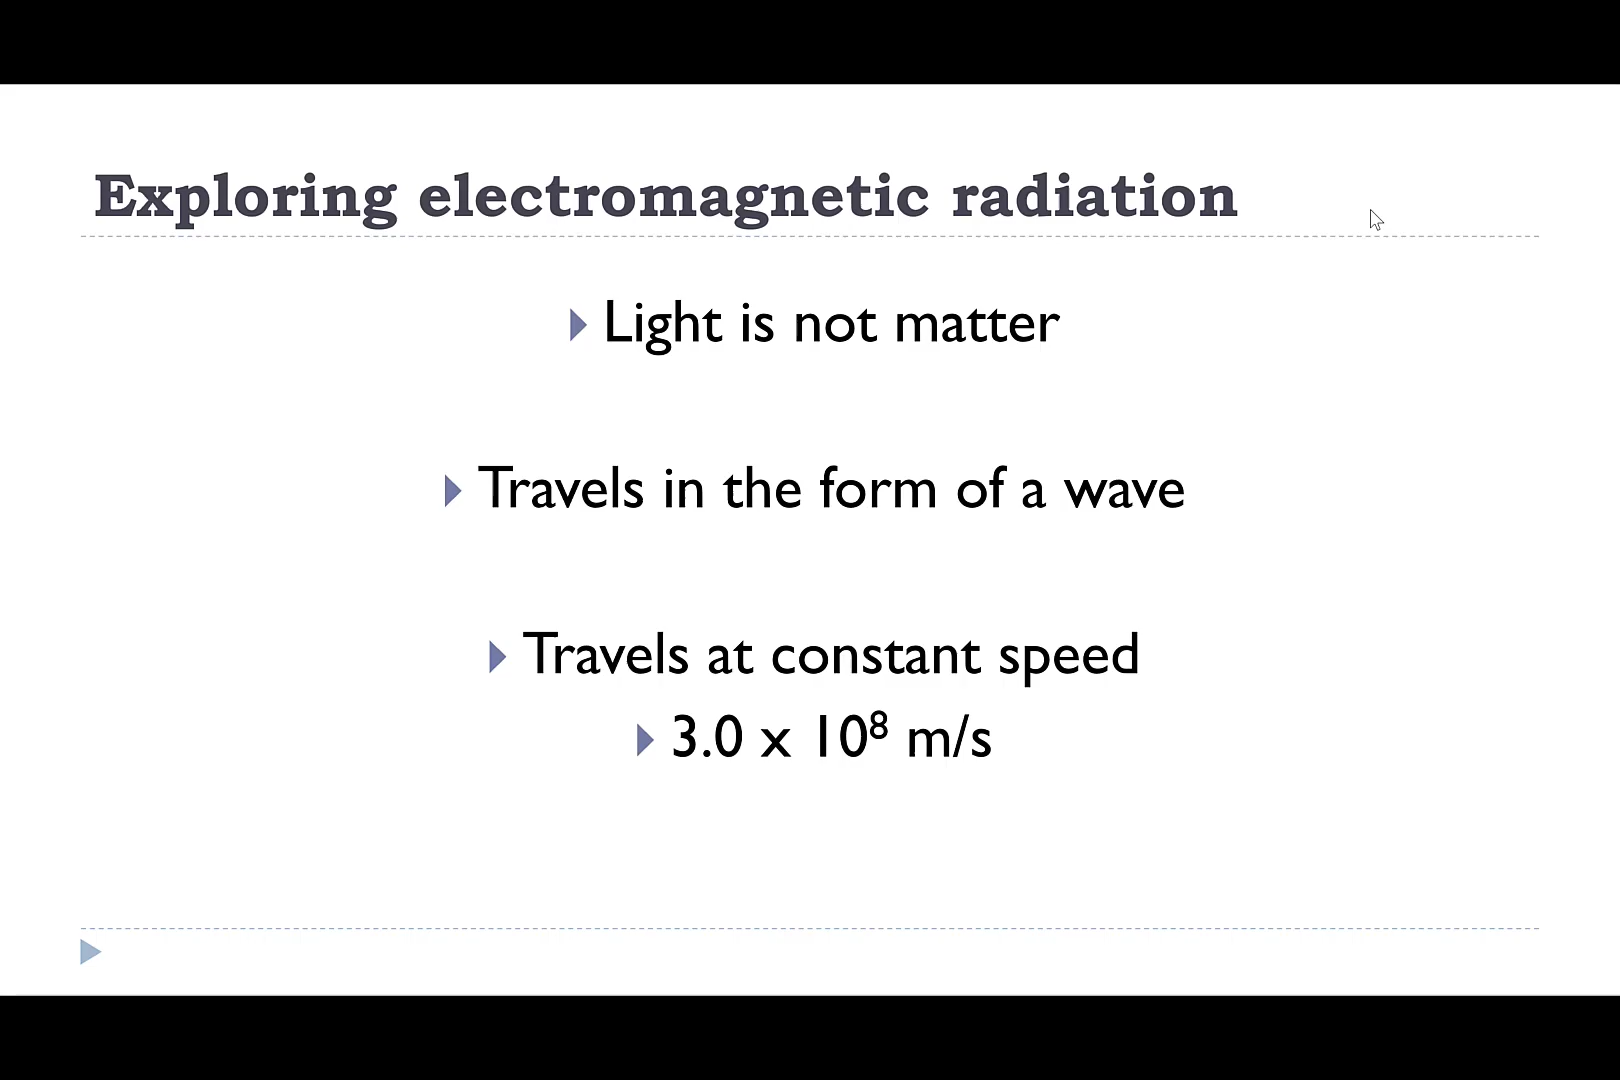 Exploring electromagnetic radiation
Light is not matter
Travels in the form of a wave
Travels at constant speed
3.0 x 10⁸ m/s